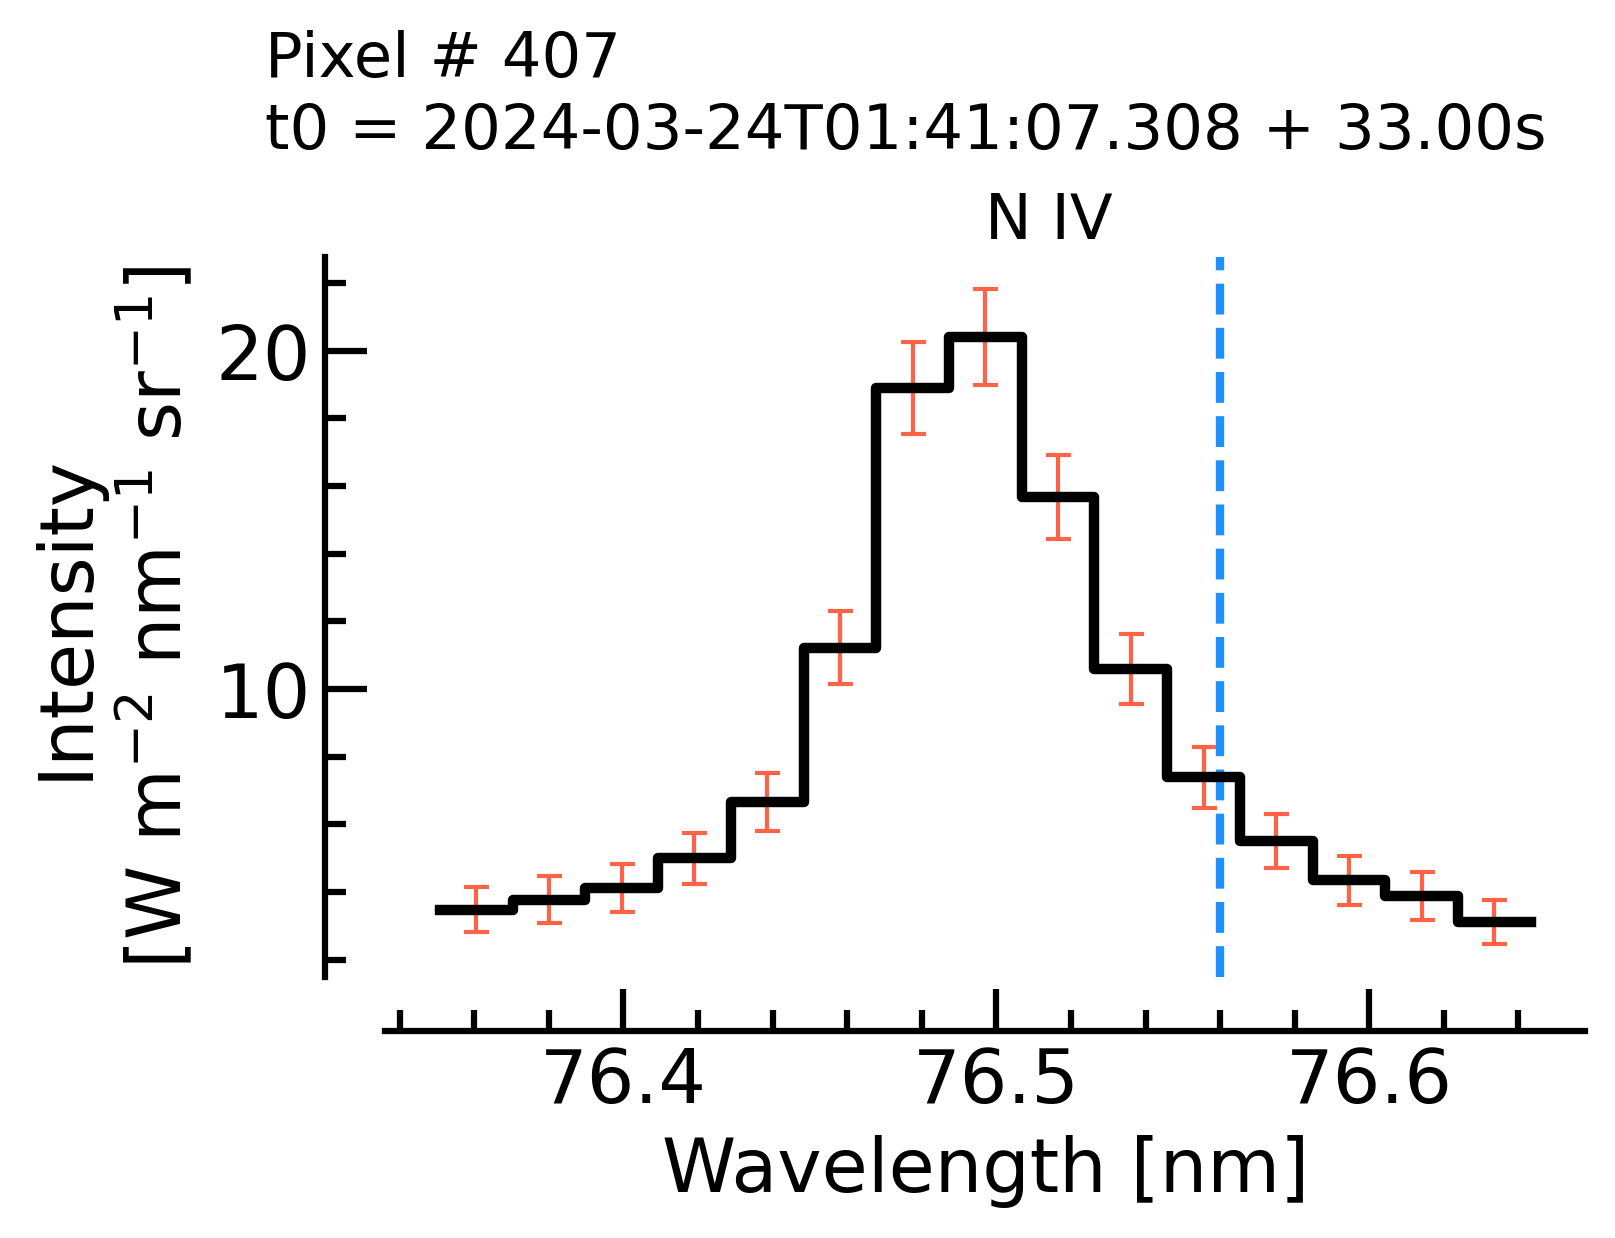 Pixel # 407
t0 = 2024-03-24T01:41:07.308 + 33.00s
N IV
Intensity
[W m⁻² nm⁻¹ sr⁻¹]
20
10
76.4 76.5 76.6
Wavelength [nm]